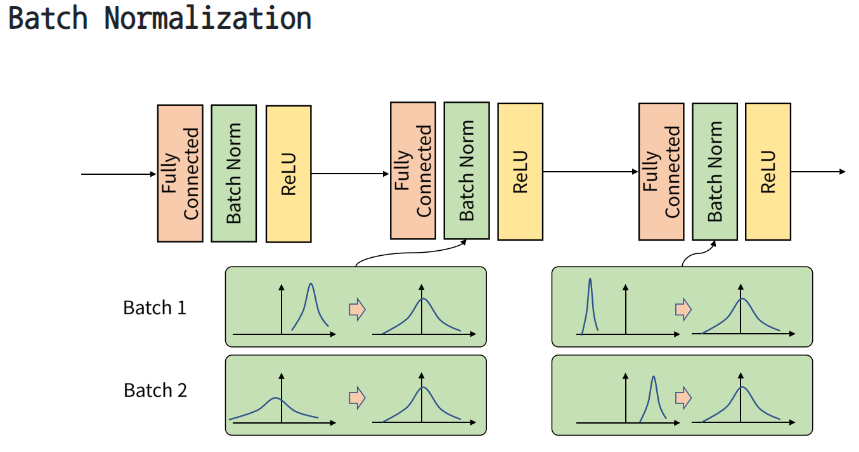 Batch Normalization
Fully
Connected
Batch Norm
ReLU
Fully
Connected
Batch Norm
ReLU
Fully
Connected
Batch Norm
ReLU
Batch 1
Batch 2